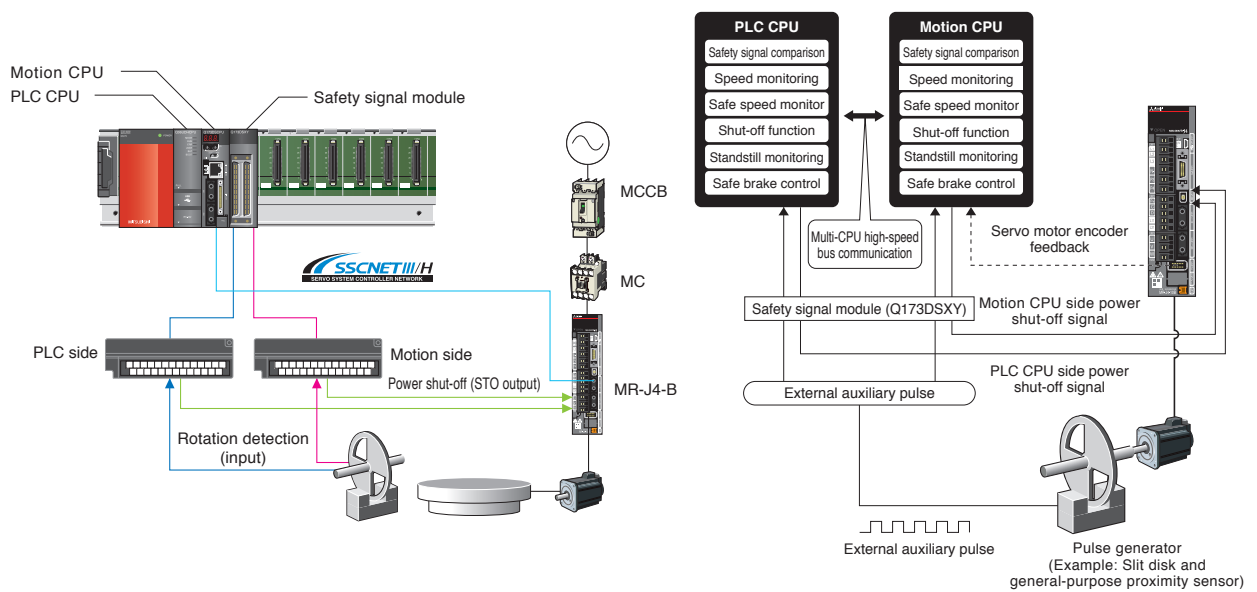 Motion CPU
PLC CPU
Safety signal module
MCCB
MC
SSCNETIII/H
SERVO SYSTEM CONTROLLER NETWORK
PLC side
Motion side
Power shut-off (STO output)
MR-J4-B
Rotation detection
(input)
PLC CPU
Safety signal comparison
Speed monitoring
Safe speed monitor
Shut-off function
Standstill monitoring
Safe brake control
Motion CPU
Safety signal comparison
Speed monitoring
Safe speed monitor
Shut-off function
Standstill monitoring
Safe brake control
Multi-CPU high-speed
bus communication
Servo motor encoder
feedback
Safety signal module (Q173DSXY)
Motion CPU side power
shut-off signal
PLC CPU side power
shut-off signal
External auxiliary pulse
External auxiliary pulse
Pulse generator
(Example: Slit disk and
general-purpose proximity sensor)